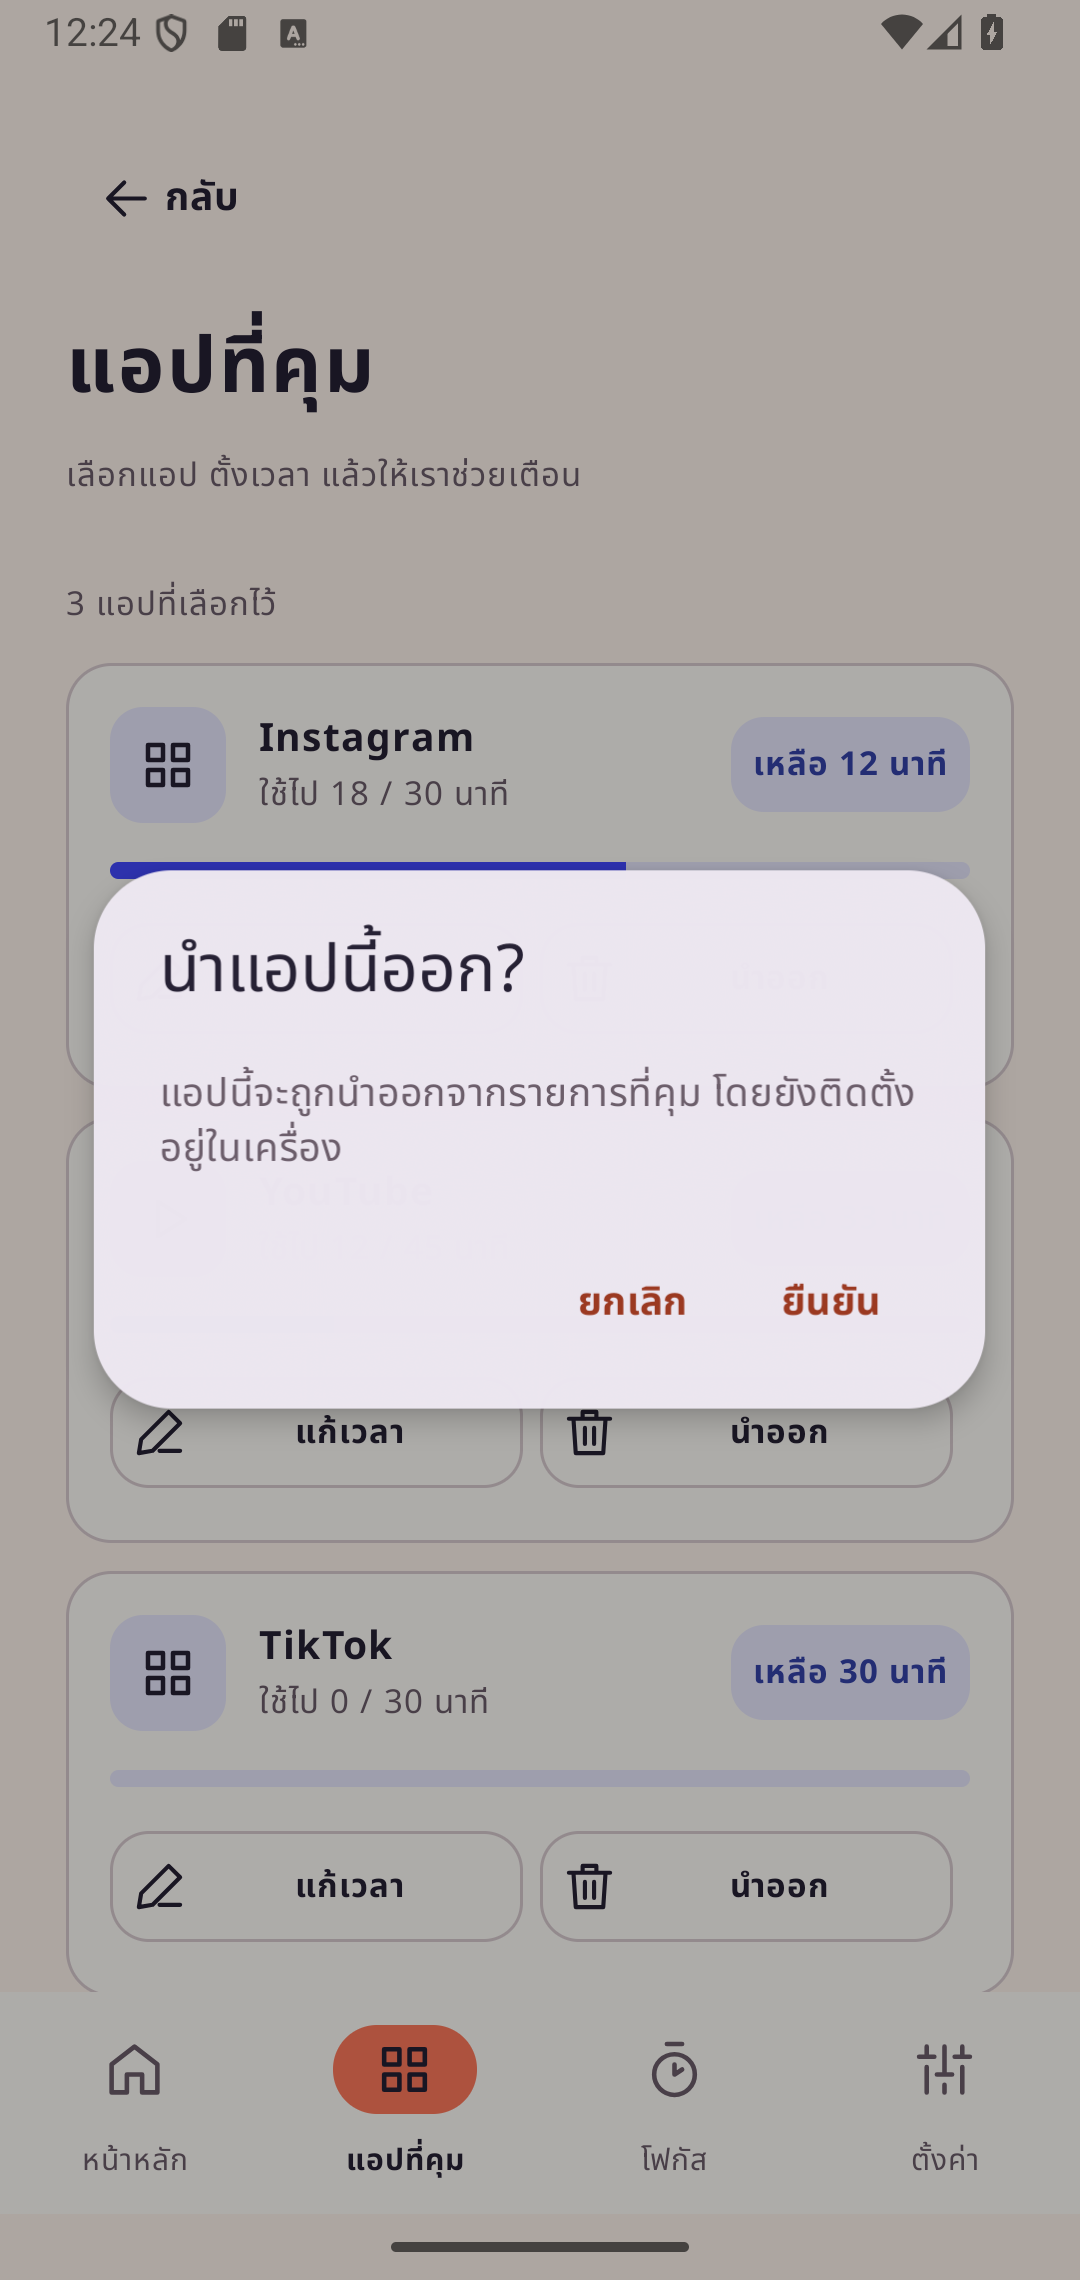 12:24
กลับ
แอปที่คุม
เลือกแอป ตั้งเวลา แล้วให้เราช่วยเตือน
3 แอปที่เลือกไว้
Instagram
ใช้ไป 18 / 30 นาที
เหลือ 12 นาที
นำแอปนี้ออก?
นำออก
แอปนี้จะถูกนำออกจากรายการที่คุม โดยยังติดตั้ง
อยู่ในเครื่อง
YouTube
ยกเลิก
ยืนยัน
แก้เวลา
นำออก
TikTok
ใช้ไป 0 / 30 นาที
เหลือ 30 นาที
แก้เวลา
นำออก
หน้าหลัก
แอปที่คุม
โฟกัส
ตั้งค่า